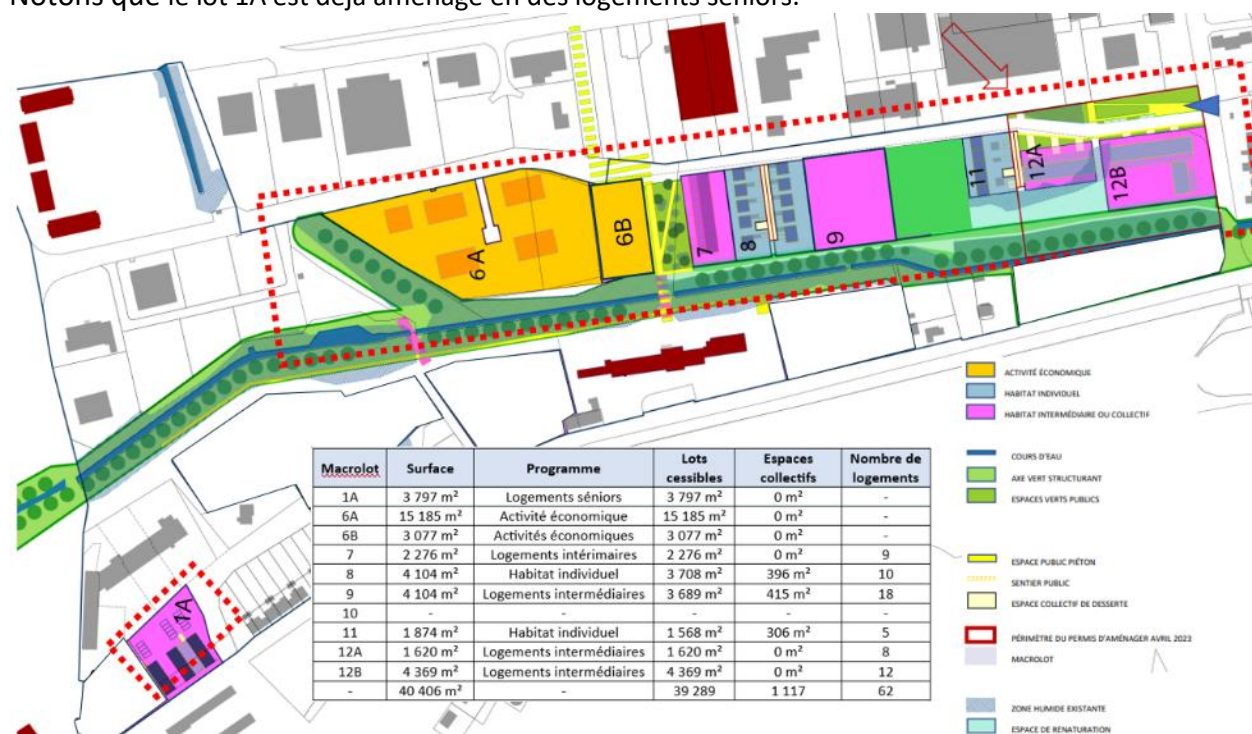 Notons que le lot 1A est déjà aménagé en des logements séniors.
6 A
6B
7
8
9
11
12A
12B
1A
ACTIVITÉ ÉCONOMIQUE
HABITAT INDIVIDUEL
HABITAT INTERMÉDIAIRE OU COLLECTIF
COURS D'EAU
AXE VERT STRUCTURANT
ESPACES VERTS PUBLICS
ESPACE PUBLIC PIÉTON
SENTIER PUBLIC
ESPACE COLLECTIF DE DESSERTE
PÉRIMÈTRE DU PERMIS D'AMÉNAGER AVRIL 2023
MACROLOT
ZONE HUMIDE EXISTANTE
ESPACE DE RENATURATION
Macrolot Surface Programme Lots cessibles Espaces collectifs Nombre de logements
1A 3 797 m² Logements séniors 3 797 m² 0 m² -
6A 15 185 m² Activité économique 15 185 m² 0 m² -
6B 3 077 m² Activités économiques 3 077 m² 0 m² -
7 2 276 m² Logements intérimaires 2 276 m² 0 m² 9
8 4 104 m² Habitat individuel 3 708 m² 396 m² 10
9 4 104 m² Logements intermédiaires 3 689 m² 415 m² 18
10 - - - - -
11 1 874 m² Habitat individuel 1 568 m² 306 m² 5
12A 1 620 m² Logements intermédiaires 1 620 m² 0 m² 8
12B 4 369 m² Logements intermédiaires 4 369 m² 0 m² 12
- 40 406 m² - 39 289 1 117 62